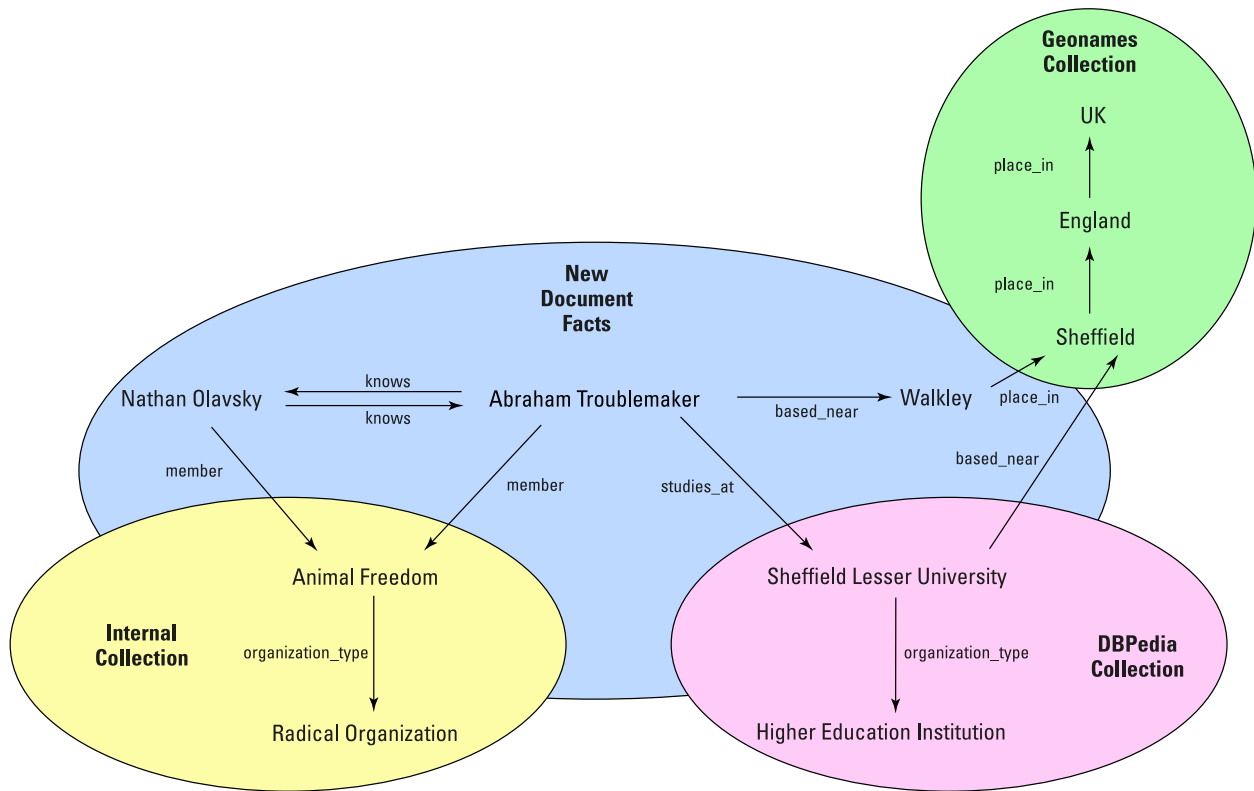 Geonames
Collection
UK
place_in
England
place_in
Sheffield
New
Document
Facts
Nathan Olavsky
knows
knows
Abraham Troublemaker
based_near
Walkley
place_in
member
member
studies_at
based_near
Animal Freedom
Internal
Collection
organization_type
Radical Organization
Sheffield Lesser University
organization_type
DBPedia
Collection
Higher Education Institution